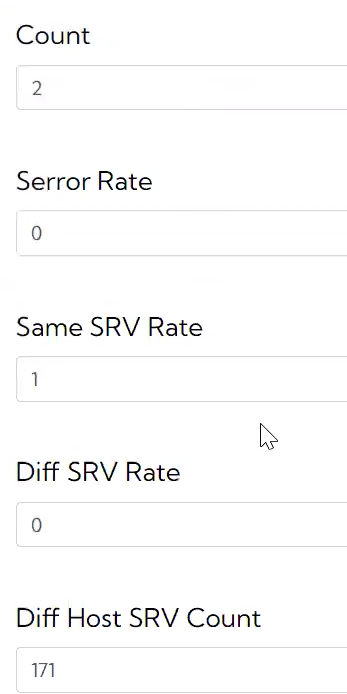 Count
2
Serror Rate
0
Same SRV Rate
1
Diff SRV Rate
0
Diff Host SRV Count
171